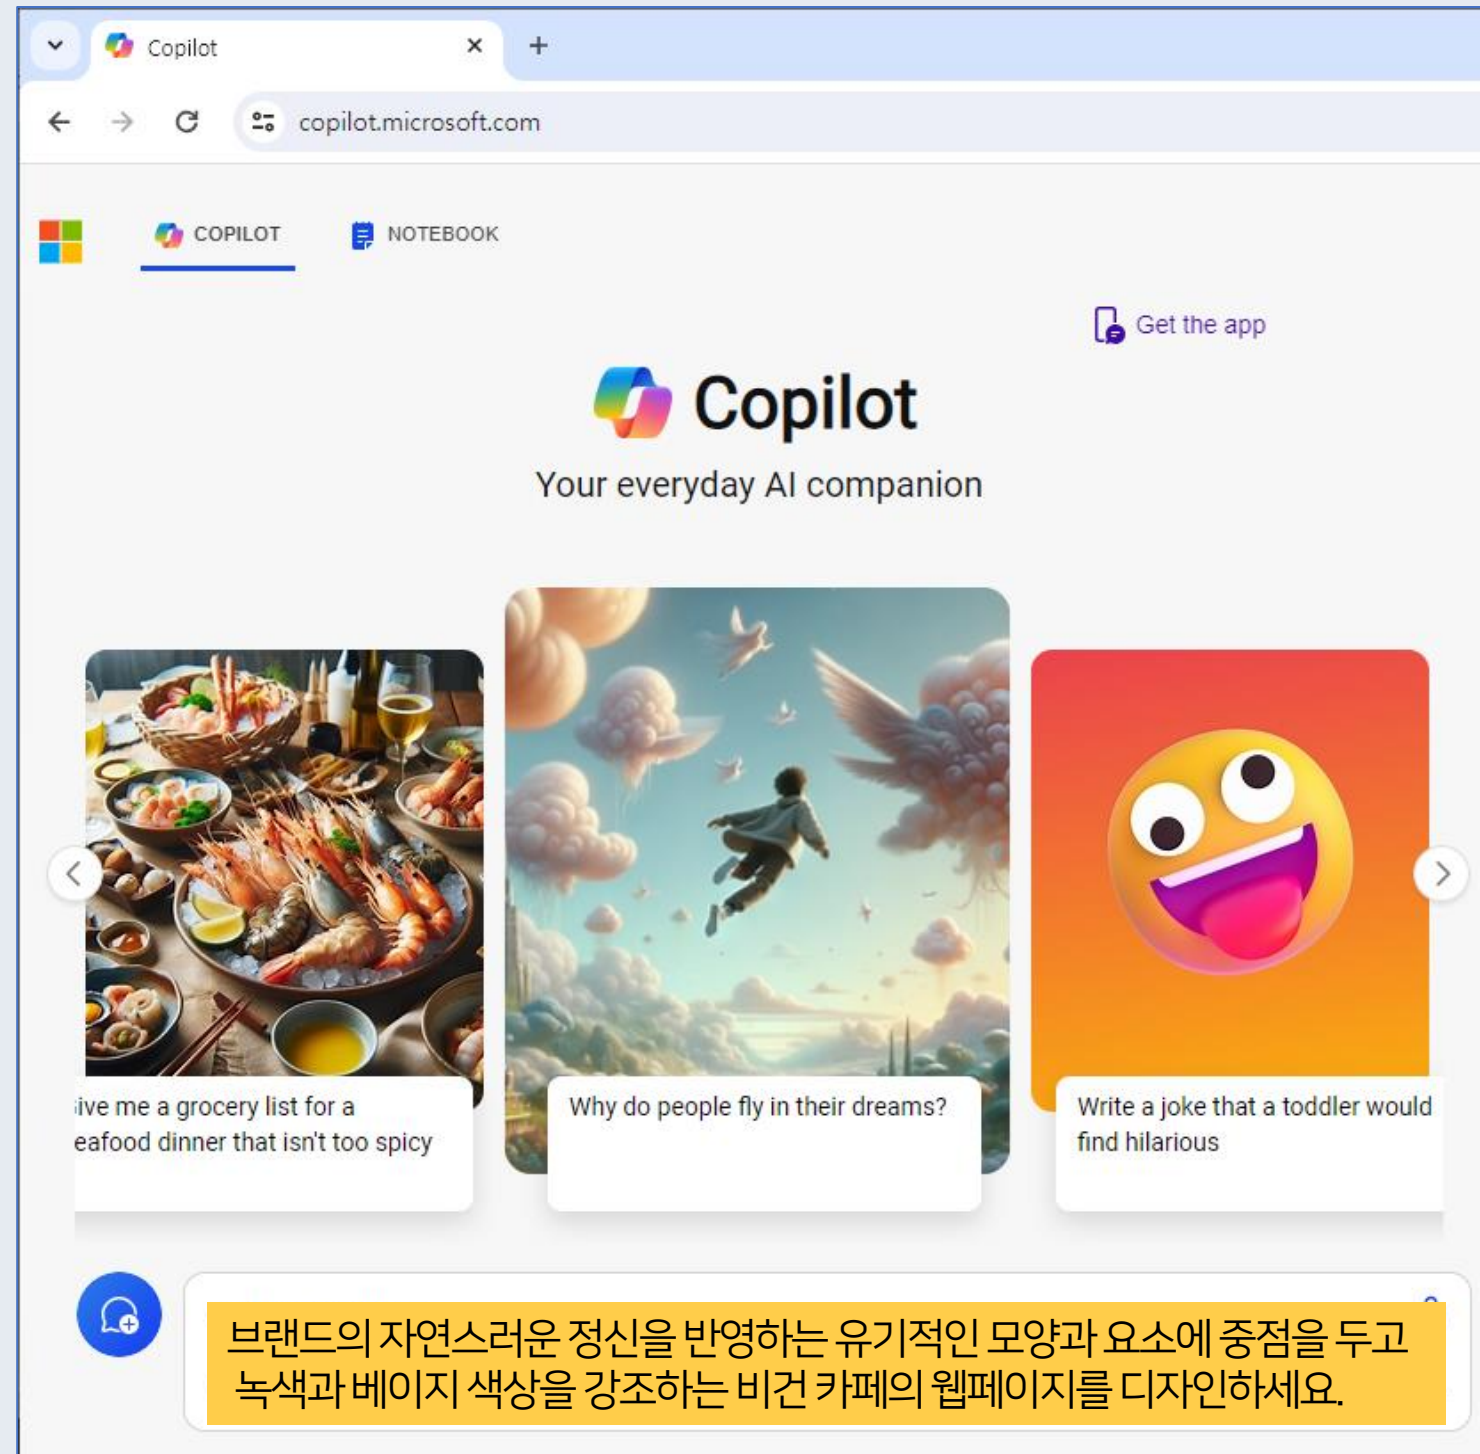 Copilot
copilot.microsoft.com
COPILOT
NOTEBOOK
Get the app
Copilot
Your everyday AI companion
ive me a grocery list for a
eafood dinner that isn't too spicy
Why do people fly in their dreams?
Write a joke that a toddler would
find hilarious
브랜드의 자연스러운 정신을 반영하는 유기적인 모양과 요소에 중점을 두고
녹색과 베이지 색상을 강조하는 비건 카페의 웹페이지를 디자인하세요.